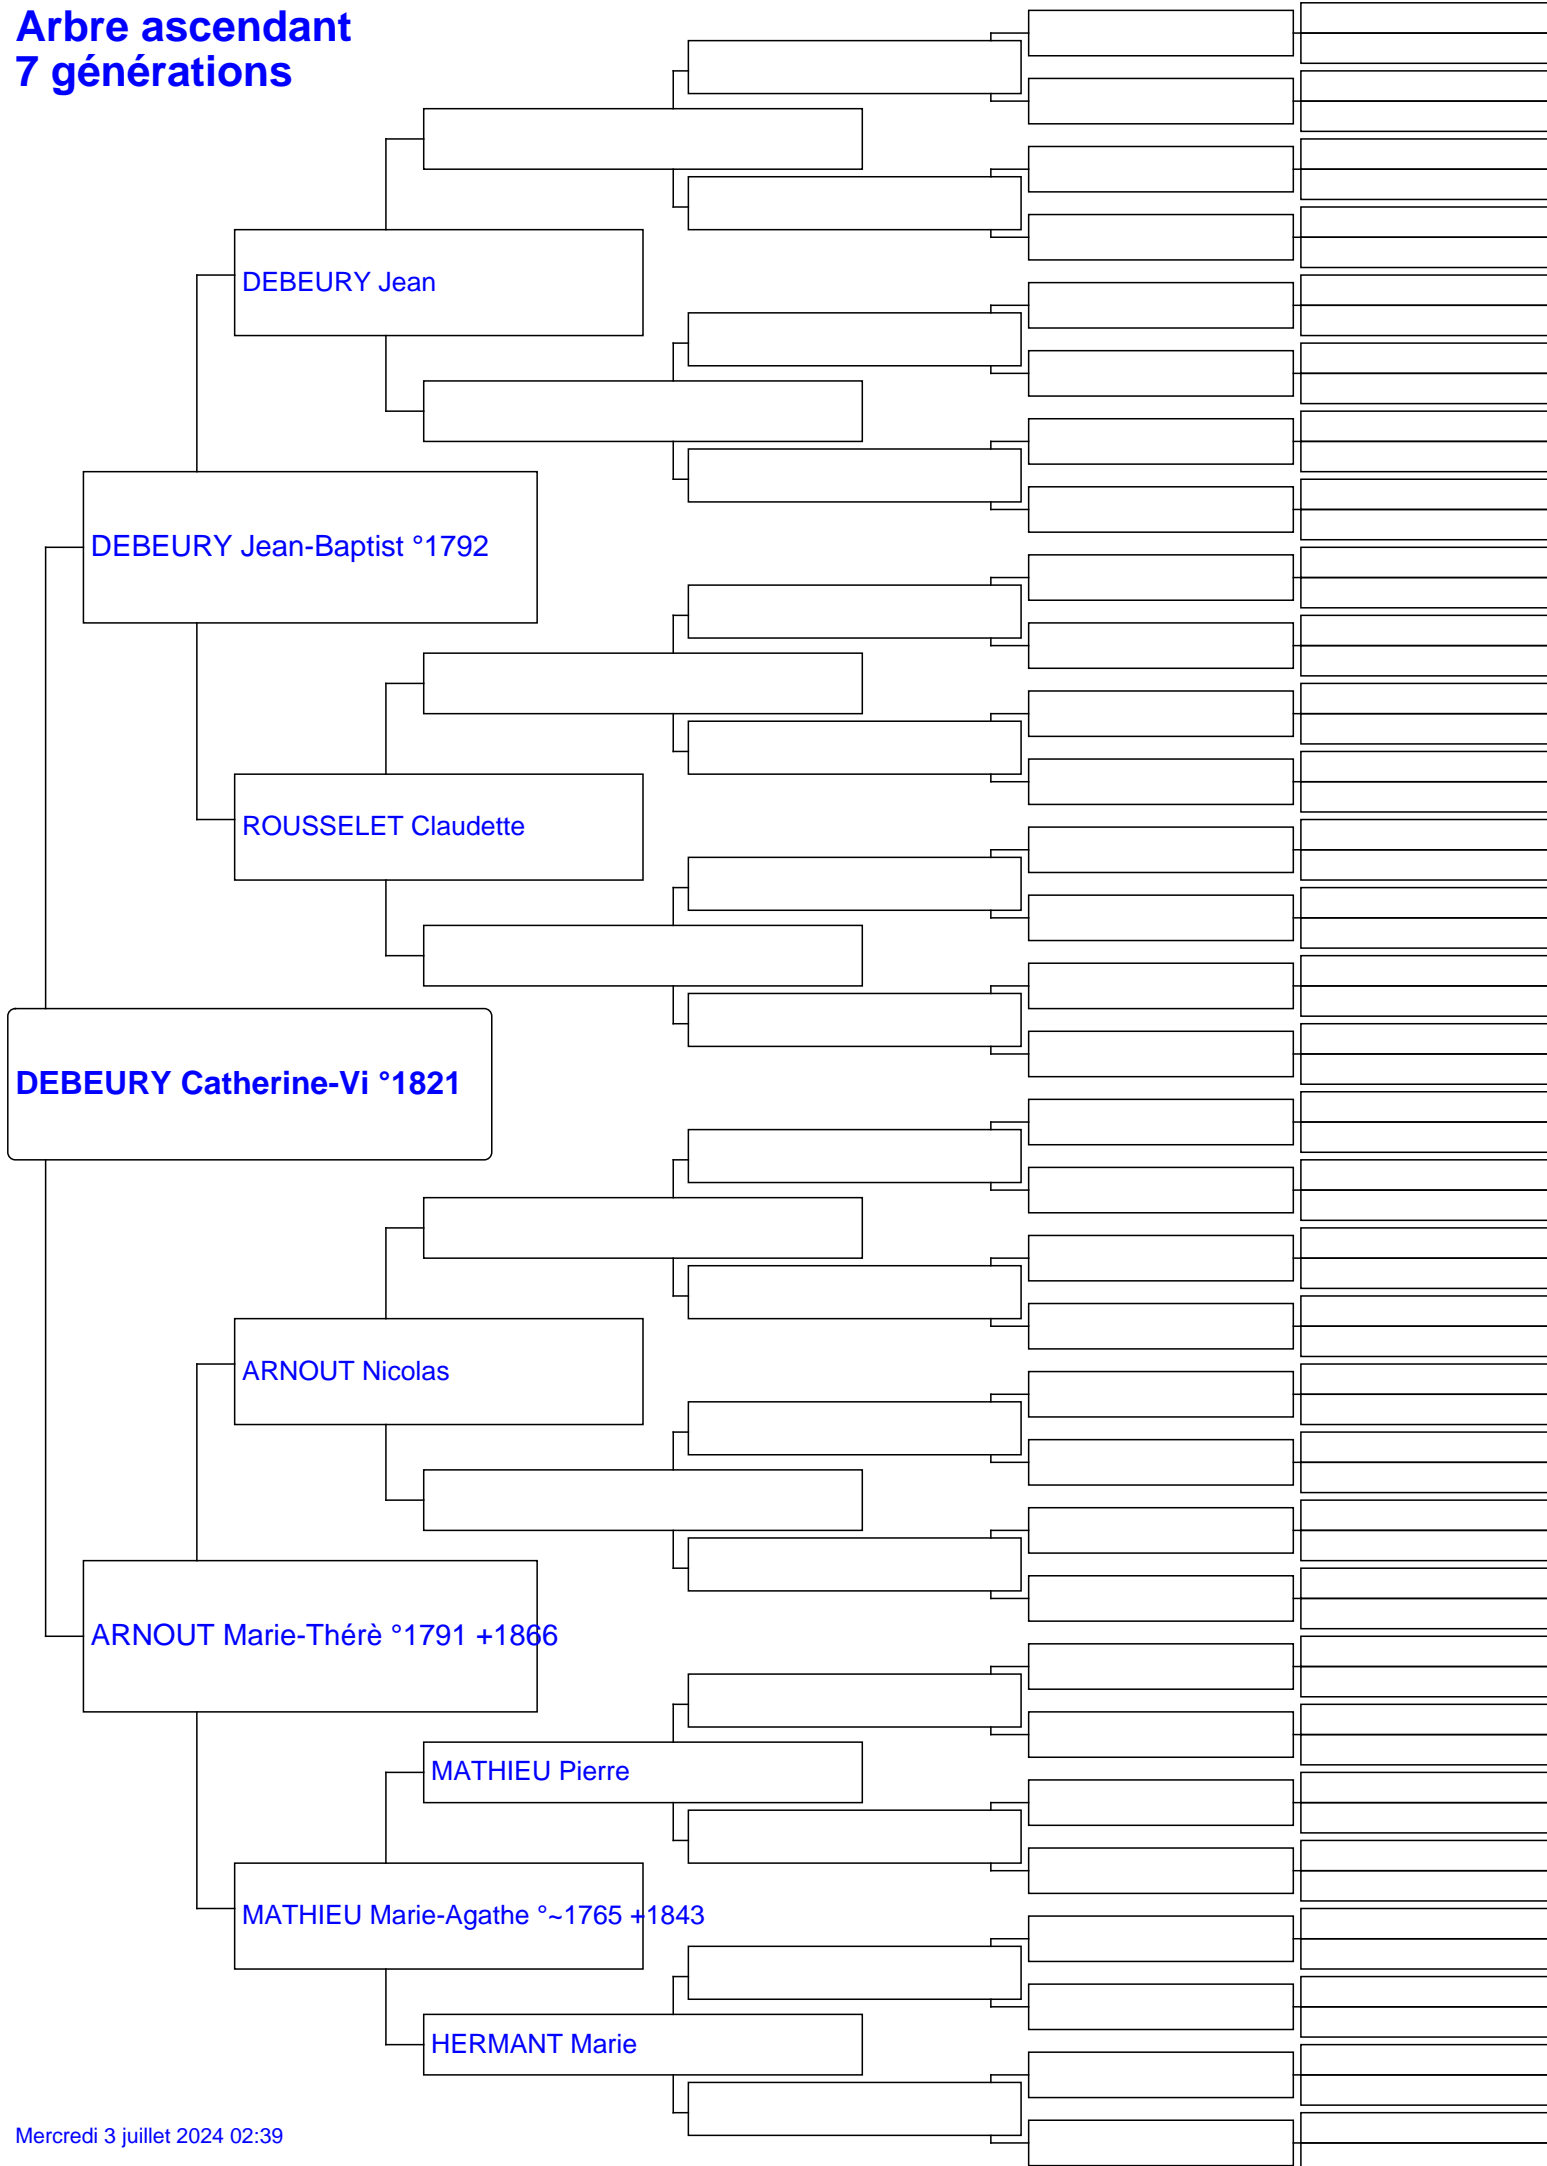 Arbre ascendant
7 générations
DEBEURY Jean
DEBEURY Jean-Baptist °1792
ROUSSELET Claudette
DEBEURY Catherine-Vi °1821
ARNOUT Nicolas
ARNOUT Marie-Thérè °1791 +1866
MATHIEU Pierre
MATHIEU Marie-Agathe °~1765 +1843
HERMANT Marie
Mercredi 3 juillet 2024 02:39